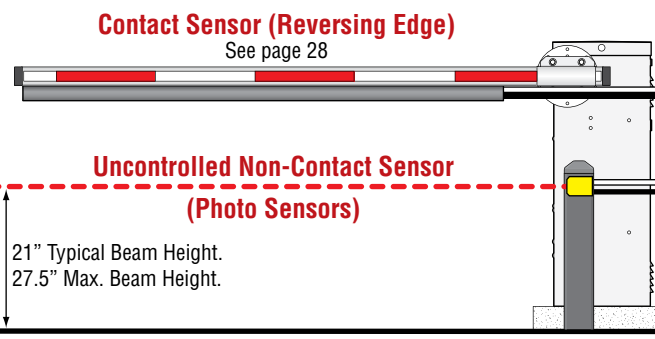 Contact Sensor (Reversing Edge)
See page 28
Uncontrolled Non-Contact Sensor
(Photo Sensors)
21” Typical Beam Height.
27.5” Max. Beam Height.